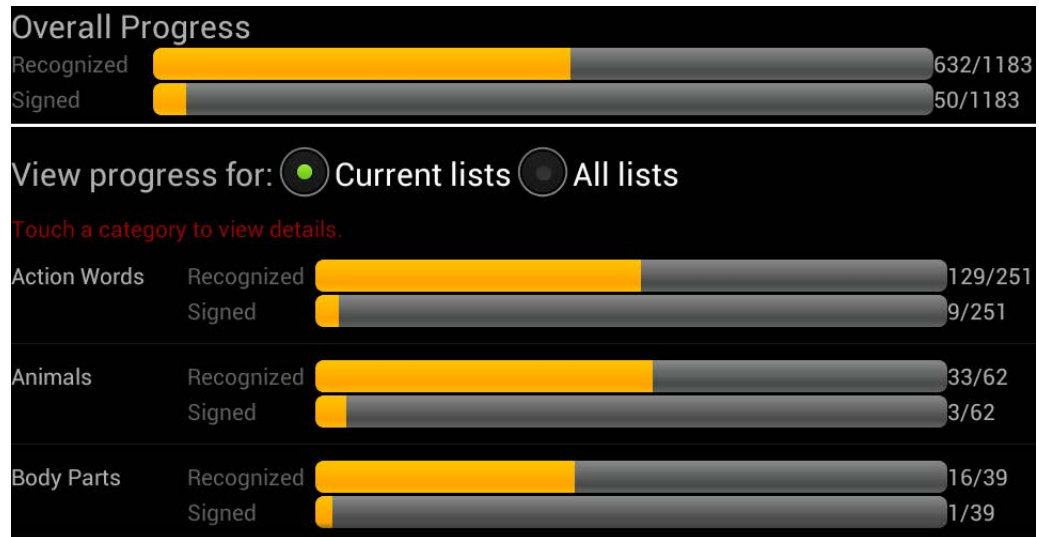 Overall Progress
Recognized 632/1183
Signed 50/1183
View progress for: Current lists All lists
Touch a category to view details.
Action Words Recognized 129/251
Signed 9/251
Animals Recognized 33/62
Signed 3/62
Body Parts Recognized 16/39
Signed 1/39